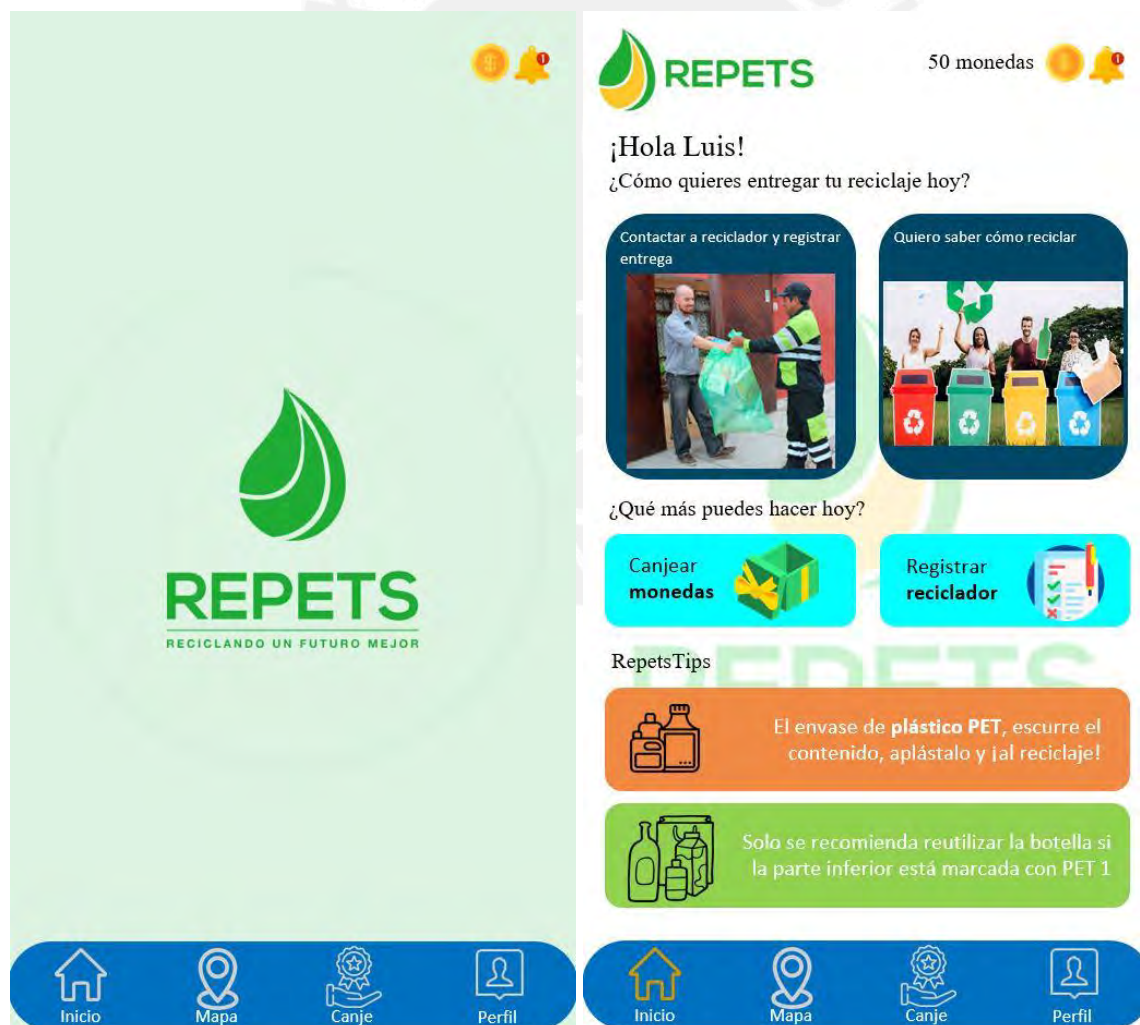 1
REPETS
RECICLANDO UN FUTURO MEJOR
Inicio
Mapa
Canje
Perfil
REPETS
50 monedas
1
¡Hola Luis!
¿Cómo quieres entregar tu reciclaje hoy?
Contactar a reciclador y registrar
entrega
Quiero saber cómo reciclar
¿Qué más puedes hacer hoy?
Canjear
monedas
Registrar
reciclador
RepetsTips
REPETS
El envase de plástico PET, escurre el
contenido, aplástalo y ¡al reciclaje!
Solo se recomienda reutilizar la botella si
la parte inferior está marcada con PET 1
Inicio
Mapa
Canje
Perfil